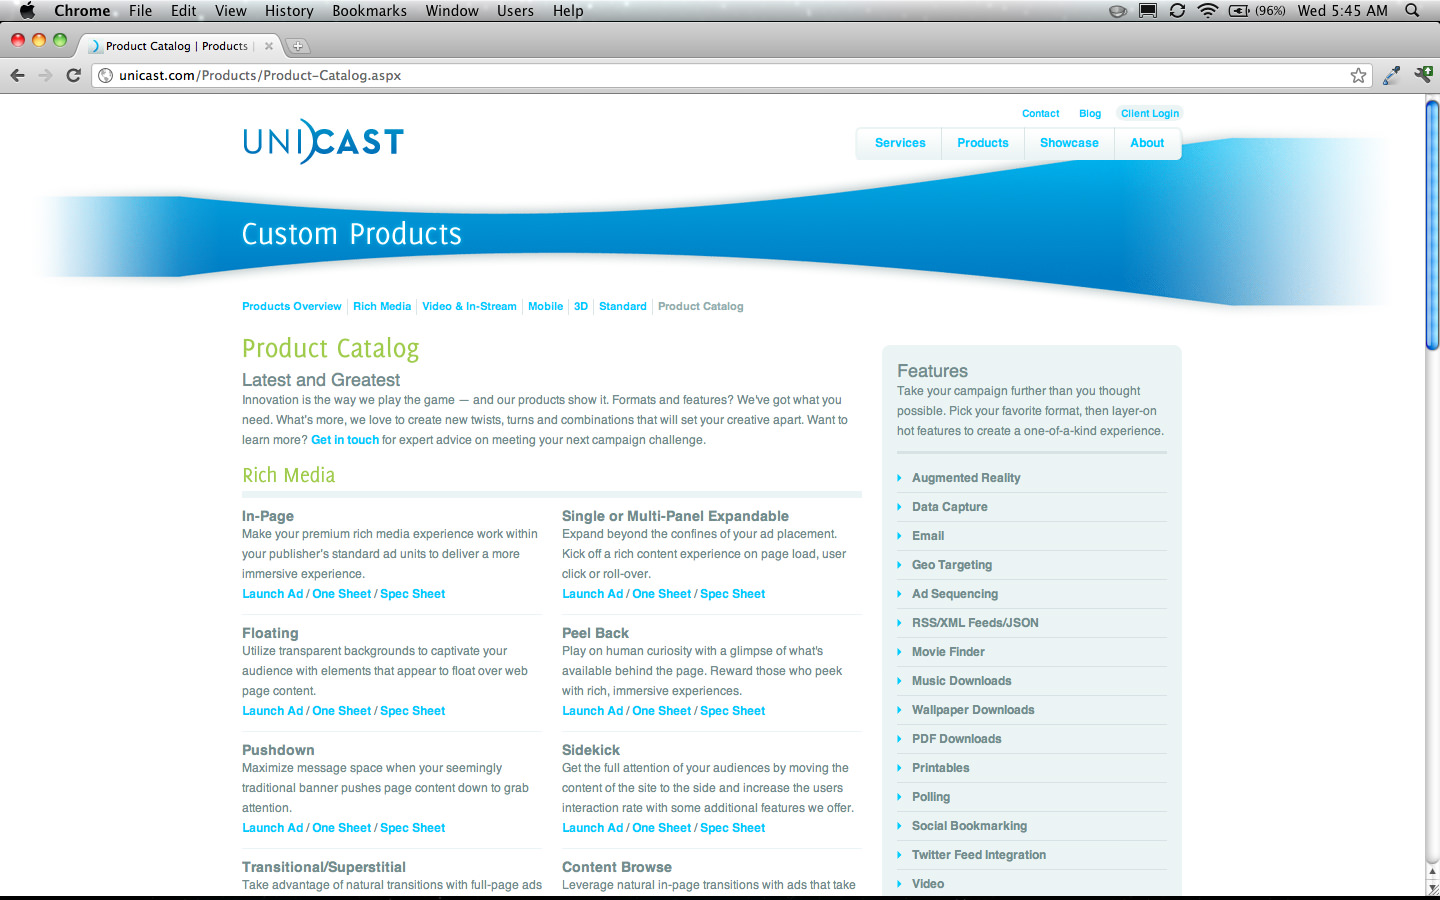 Chrome File Edit View History Bookmarks Window Users Help (96%) Wed 5:45 AM
Product Catalog | Products |
unicast.com/Products/Product-Catalog.aspx
Contact Blog Client Login
UNICAST
Services Products Showcase About
Custom Products
Products Overview Rich Media Video & In-Stream Mobile 3D Standard Product Catalog
Product Catalog
Latest and Greatest
Innovation is the way we play the game — and our products show it. Formats and features? We've got what you
need. What's more, we love to create new twists, turns and combinations that will set your creative apart. Want to
learn more? Get in touch for expert advice on meeting your next campaign challenge.
Rich Media
In-Page
Make your premium rich media experience work within
your publisher's standard ad units to deliver a more
immersive experience.
Launch Ad / One Sheet / Spec Sheet
Single or Multi-Panel Expandable
Expand beyond the confines of your ad placement.
Kick off a rich content experience on page load, user
click or roll-over.
Launch Ad / One Sheet / Spec Sheet
Floating
Utilize transparent backgrounds to captivate your
audience with elements that appear to float over web
page content.
Launch Ad / One Sheet / Spec Sheet
Peel Back
Play on human curiosity with a glimpse of what's
available behind the page. Reward those who peek
with rich, immersive experiences.
Launch Ad / One Sheet / Spec Sheet
Pushdown
Maximize message space when your seemingly
traditional banner pushes page content down to grab
attention.
Launch Ad / One Sheet / Spec Sheet
Sidekick
Get the full attention of your audiences by moving the
content of the site to the side and increase the users
interaction rate with some additional features we offer.
Launch Ad / One Sheet / Spec Sheet
Transitional/Superstitial
Take advantage of natural transitions with full-page ads
Content Browse
Leverage natural in-page transitions with ads that take
Features
Take your campaign further than you thought
possible. Pick your favorite format, then layer-on
hot features to create a one-of-a-kind experience.
Augmented Reality
Data Capture
Email
Geo Targeting
Ad Sequencing
RSS/XML Feeds/JSON
Movie Finder
Music Downloads
Wallpaper Downloads
PDF Downloads
Printables
Polling
Social Bookmarking
Twitter Feed Integration
Video